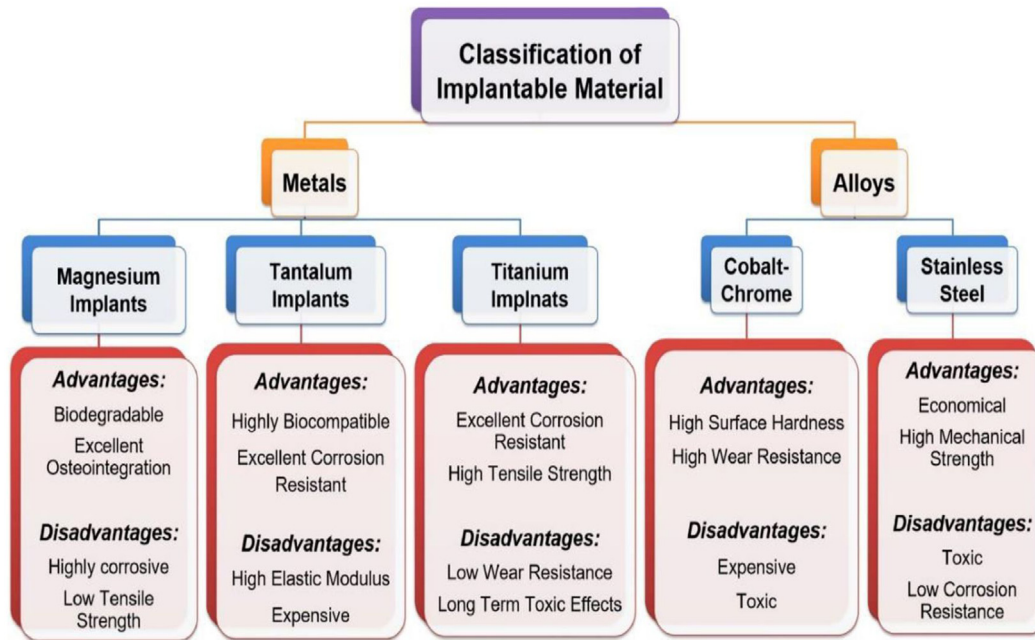 Classification of
Implantable Material
Metals
Alloys
Magnesium
Implants
Tantalum
Implants
Titanium
Implnats
Cobalt-
Chrome
Stainless
Steel
Advantages:
Biodegradable
Excellent
Osteointegration
Disadvantages:
Highly corrosive
Low Tensile
Strength
Advantages:
Highly Biocompatible
Excellent Corrosion
Resistant
Disadvantages:
High Elastic Modulus
Expensive
Advantages:
Excellent Corrosion
Resistant
High Tensile Strength
Disadvantages:
Low Wear Resistance
Long Term Toxic Effects
Advantages:
High Surface Hardness
High Wear Resistance
Disadvantages:
Expensive
Toxic
Advantages:
Economical
High Mechanical
Strength
Disadvantages:
Toxic
Low Corrosion
Resistance